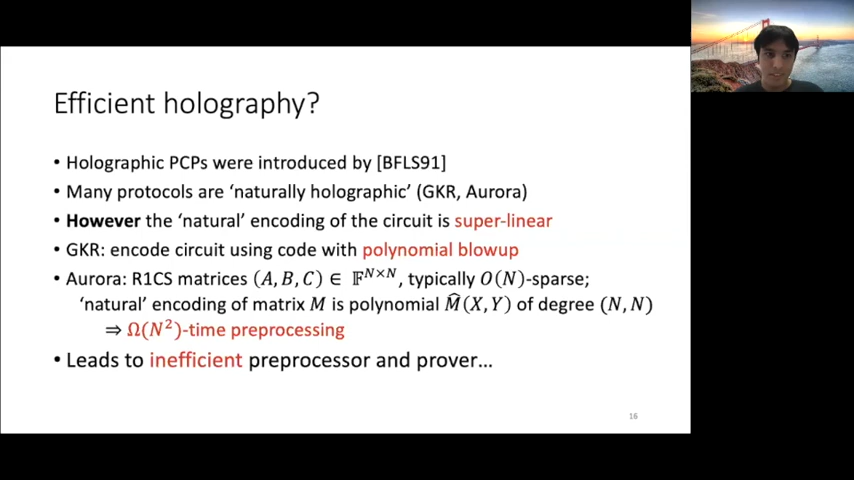 Efficient holography?
• Holographic PCPs were introduced by [BFLS91]
• Many protocols are 'naturally holographic' (GKR, Aurora)
• However the 'natural' encoding of the circuit is super-linear
• GKR: encode circuit using code with polynomial blowup
• Aurora: R1CS matrices (A, B, C) ∈ 𝔽^{N×N}, typically O(N)-sparse;
'natural' encoding of matrix M is polynomial M̂(X, Y) of degree (N, N)
⇒ Ω(N²)-time preprocessing
• Leads to inefficient preprocessor and prover…
16